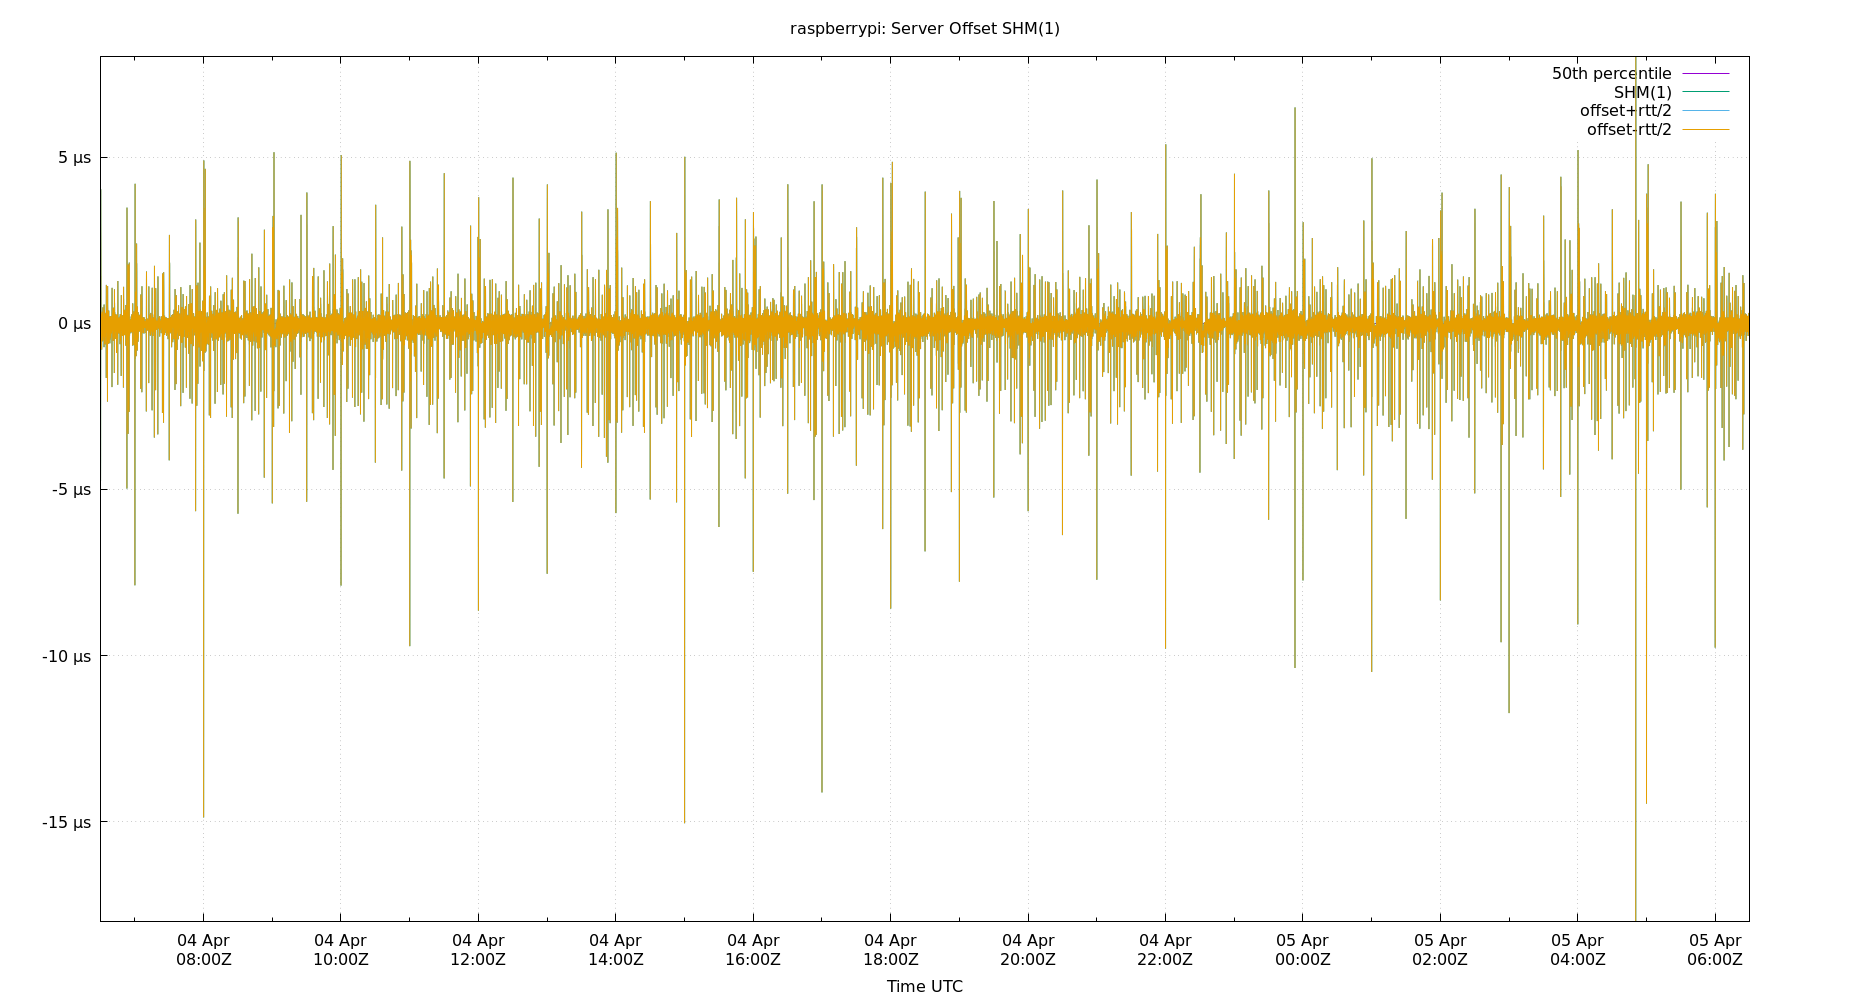 raspberrypi: Server Offset SHM(1)
50th percentile
SHM(1)
offset+rtt/2
offset-rtt/2
5 µs
0 µs
-5 µs
-10 µs
-15 µs
04 Apr 04 Apr 04 Apr 04 Apr 04 Apr 04 Apr 04 Apr 04 Apr 05 Apr 05 Apr 05 Apr 05 Apr
08:00Z 10:00Z 12:00Z 14:00Z 16:00Z 18:00Z 20:00Z 22:00Z 00:00Z 02:00Z 04:00Z 06:00Z
Time UTC